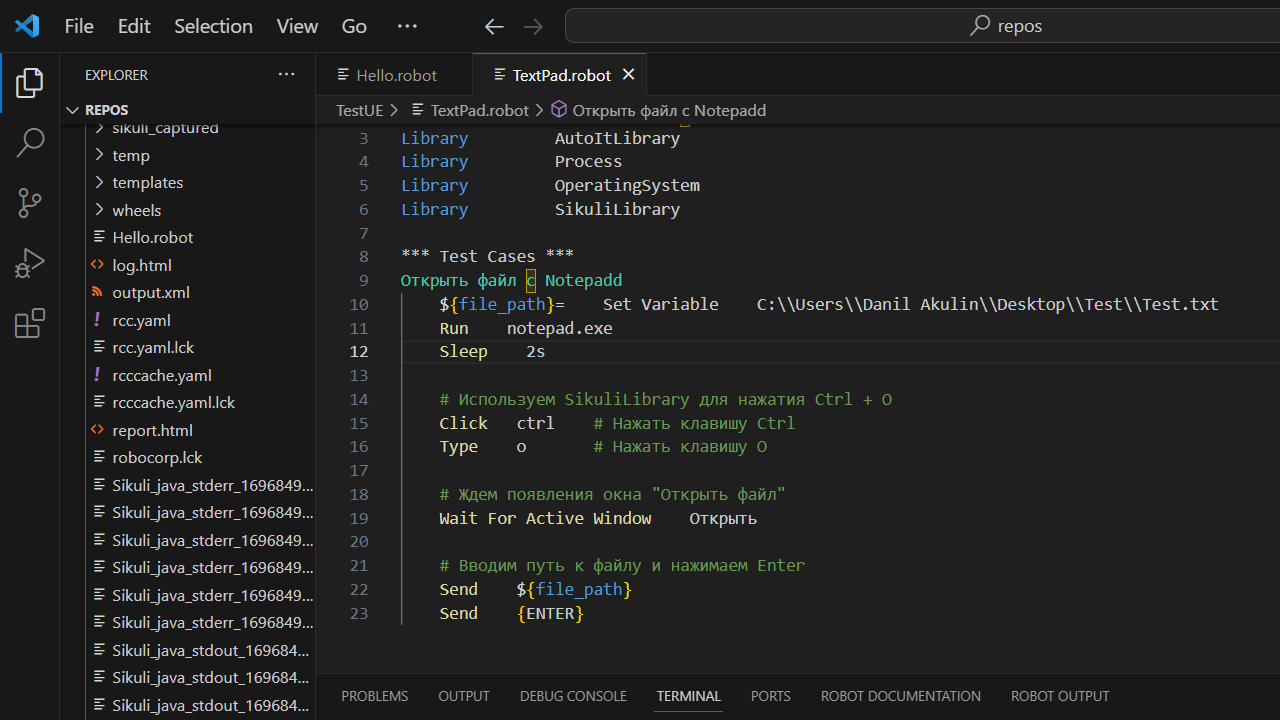 File Edit Selection View Go ··· repos
EXPLORER ···
Hello.robot TextPad.robot
REPOS
TestUE > TextPad.robot > Открыть файл с Notepadd
sikuli_captured
temp
templates
wheels
Hello.robot
log.html
output.xml
rcc.yaml
rcc.yaml.lck
rcccache.yaml
rcccache.yaml.lck
report.html
robocorp.lck
Sikuli_java_stderr_1696849...
Sikuli_java_stderr_1696849...
Sikuli_java_stderr_1696849...
Sikuli_java_stderr_1696849...
Sikuli_java_stderr_1696849...
Sikuli_java_stderr_1696849...
Sikuli_java_stdout_169684...
Sikuli_java_stdout_169684...
Sikuli_java_stdout_169684...
3 Library AutoItLibrary
4 Library Process
5 Library OperatingSystem
6 Library SikuliLibrary
7
8 *** Test Cases ***
9 Открыть файл с Notepadd
10 ${file_path}= Set Variable C:\\Users\\Danil Akulin\\Desktop\\Test\\Test.txt
11 Run notepad.exe
12 Sleep 2s
13
14 # Используем SikuliLibrary для нажатия Ctrl + O
15 Click ctrl # Нажать клавишу Ctrl
16 Type o # Нажать клавишу O
17
18 # Ждем появления окна "Открыть файл"
19 Wait For Active Window Открыть
20
21 # Вводим путь к файлу и нажимаем Enter
22 Send ${file_path}
23 Send {ENTER}
PROBLEMS OUTPUT DEBUG CONSOLE TERMINAL PORTS ROBOT DOCUMENTATION ROBOT OUTPUT